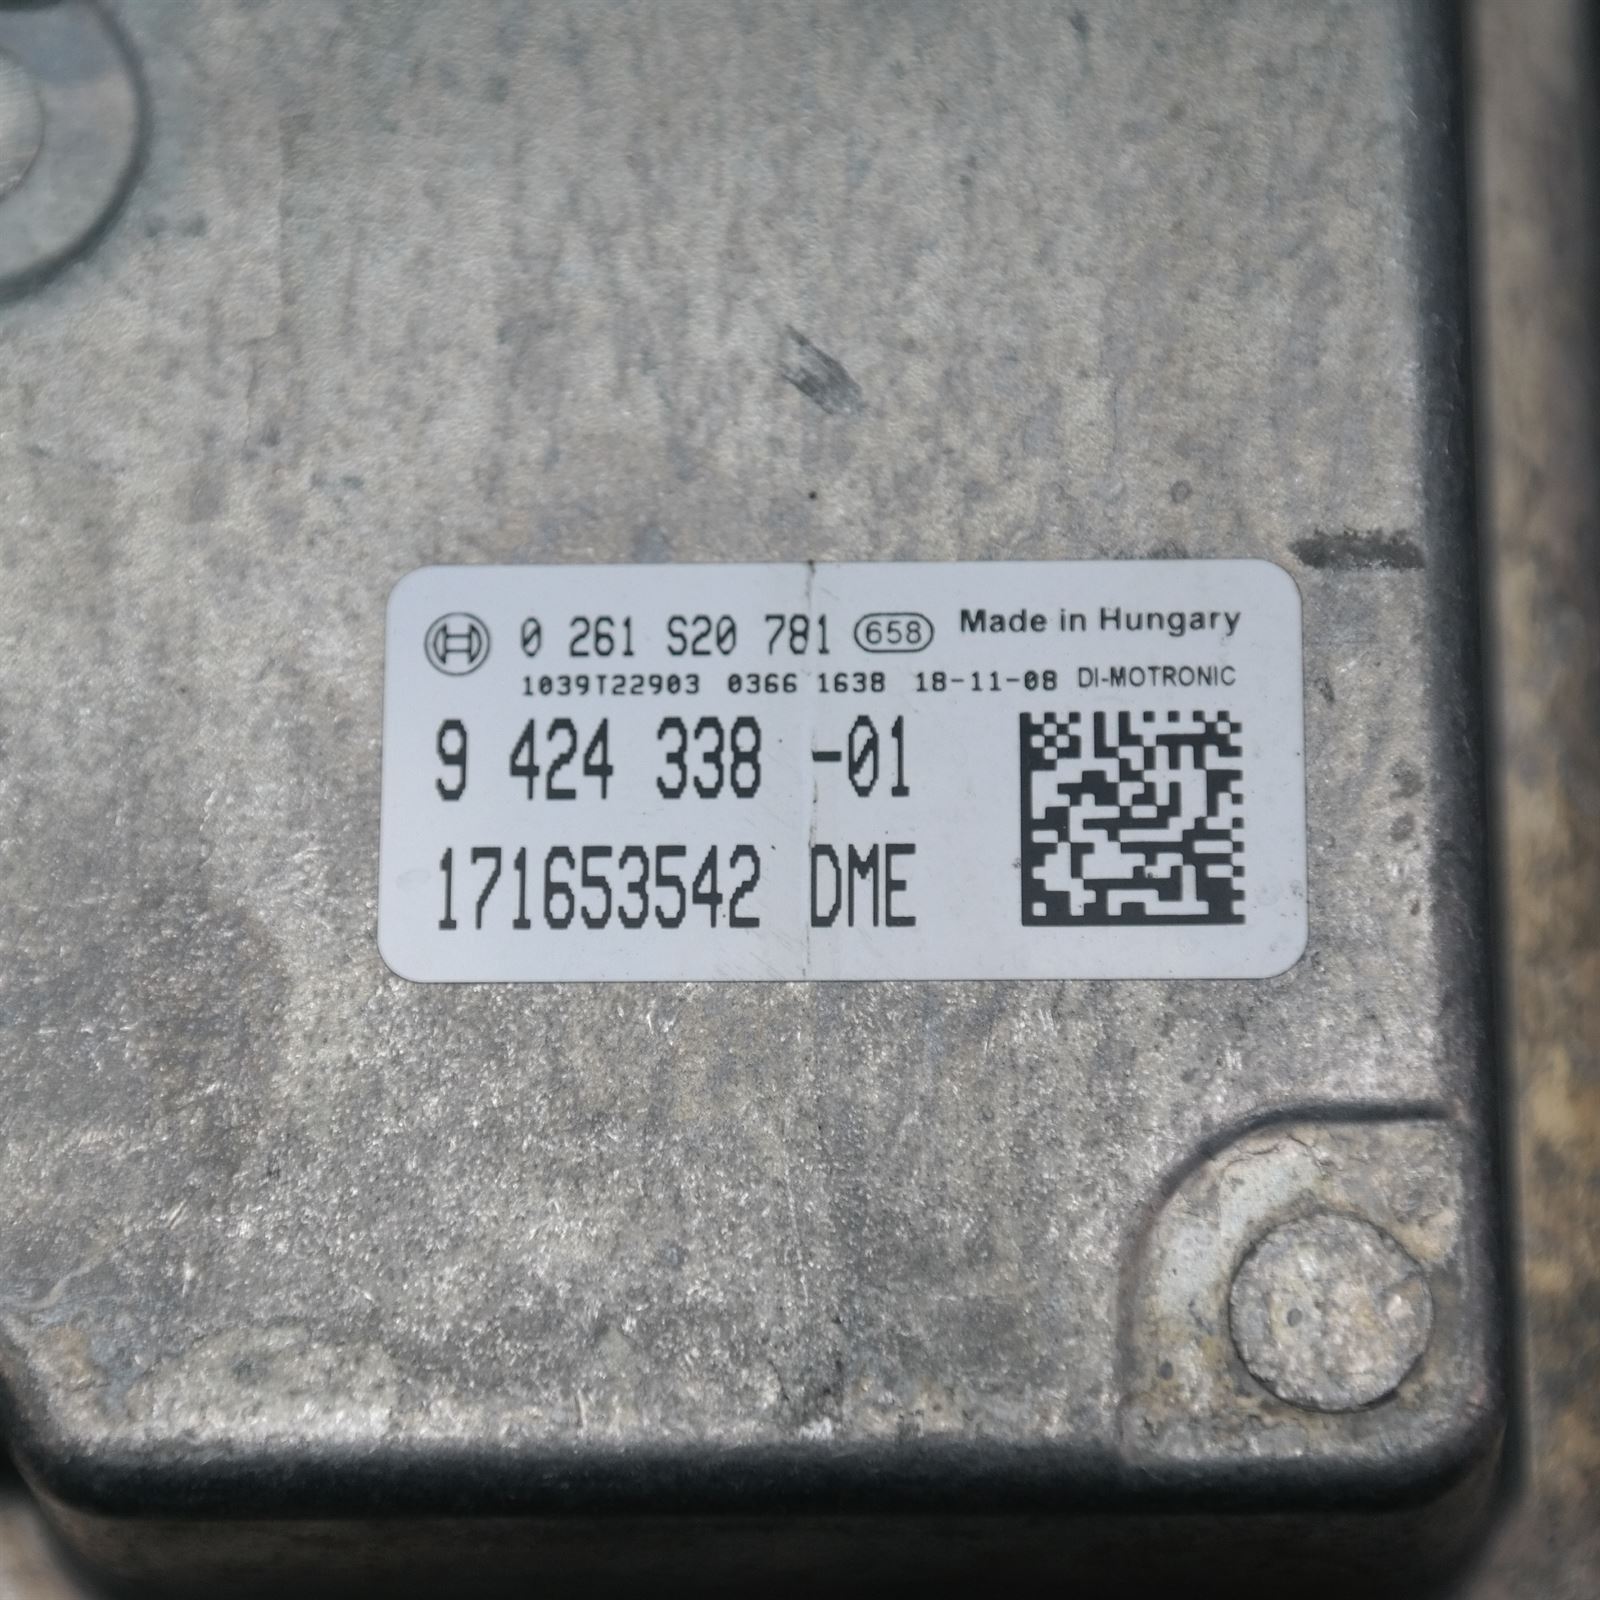 0 261 S20 781 658 Made in Hungary
1039T22903 0366 1638 18-11-08 DI-MOTRONIC
9 424 338 -01
171653542 DME